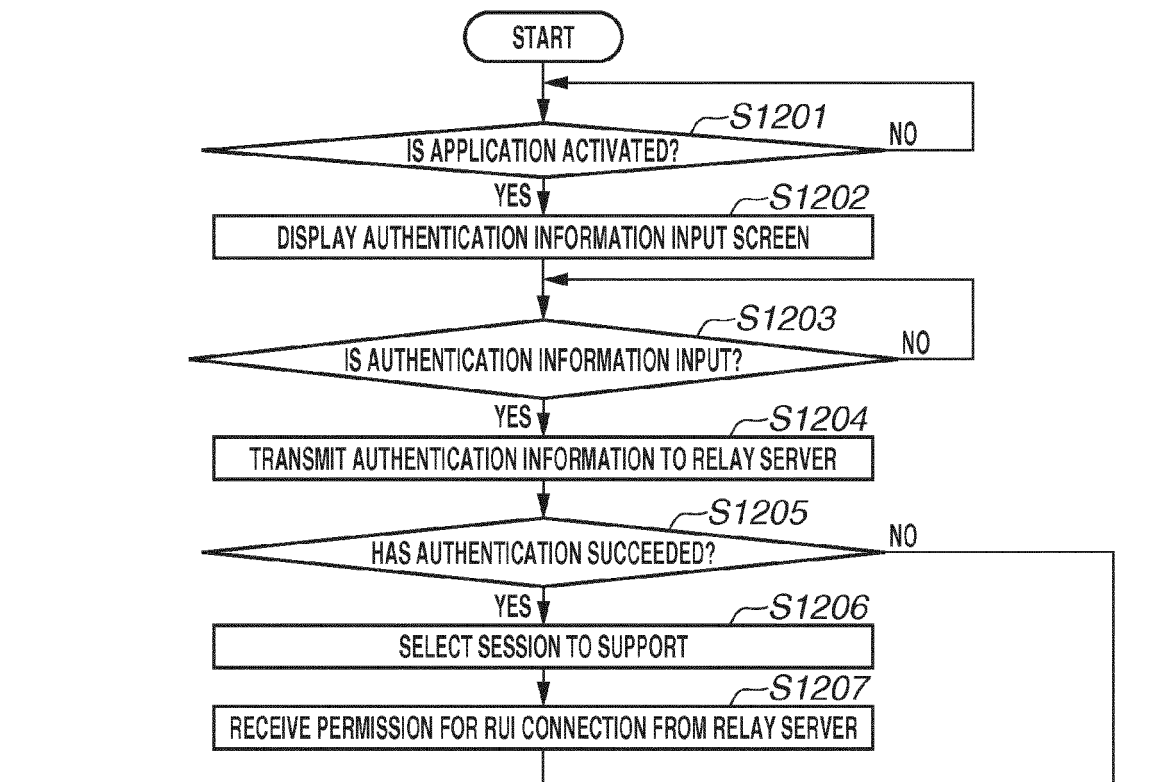 START
S1201
IS APPLICATION ACTIVATED?
NO
YES
S1202
DISPLAY AUTHENTICATION INFORMATION INPUT SCREEN
S1203
IS AUTHENTICATION INFORMATION INPUT?
NO
YES
S1204
TRANSMIT AUTHENTICATION INFORMATION TO RELAY SERVER
S1205
HAS AUTHENTICATION SUCCEEDED?
NO
YES
S1206
SELECT SESSION TO SUPPORT
S1207
RECEIVE PERMISSION FOR RUI CONNECTION FROM RELAY SERVER